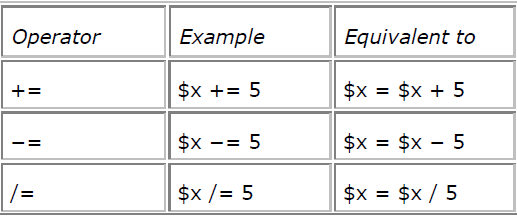 Operator Example Equivalent to
+= $x += 5 $x = $x + 5
−= $x −= 5 $x = $x − 5
/= $x /= 5 $x = $x / 5